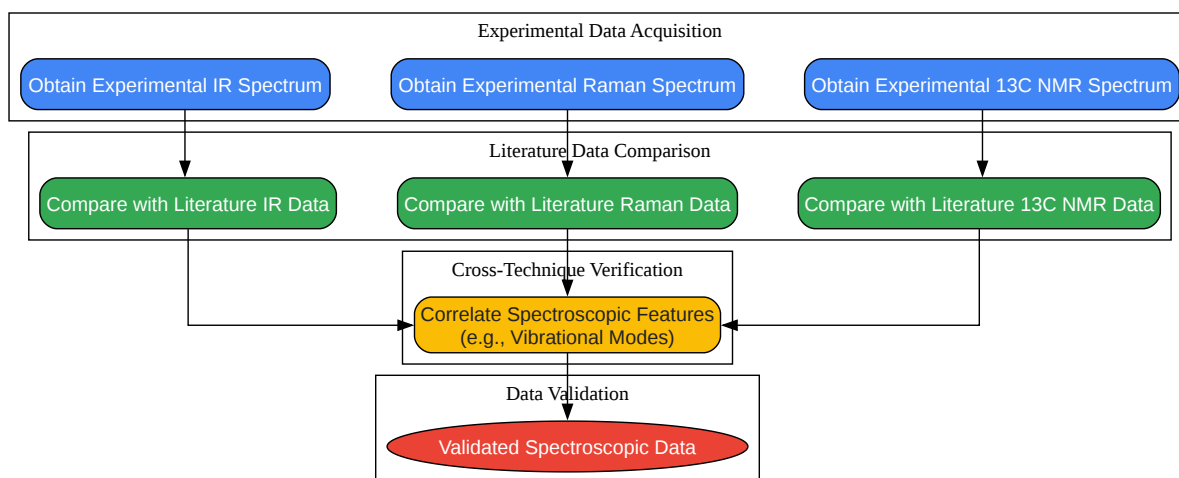 Experimental Data Acquisition
Obtain Experimental IR Spectrum
Obtain Experimental Raman Spectrum
Obtain Experimental 13C NMR Spectrum
Literature Data Comparison
Compare with Literature IR Data
Compare with Literature Raman Data
Compare with Literature 13C NMR Data
Cross-Technique Verification
Correlate Spectroscopic Features
(e.g., Vibrational Modes)
Data Validation
Validated Spectroscopic Data